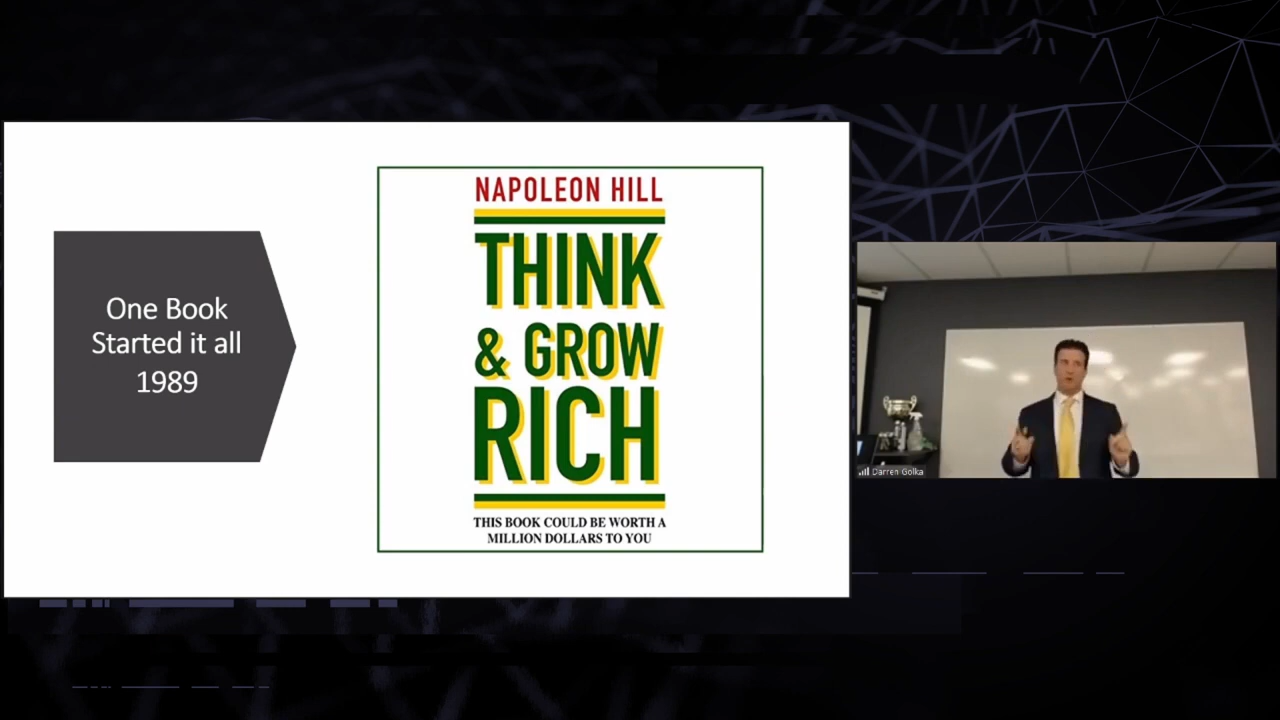 One Book
Started it all
1989
NAPOLEON HILL
THINK
& GROW
RICH
THIS BOOK COULD BE WORTH A
MILLION DOLLARS TO YOU
Darren Golka